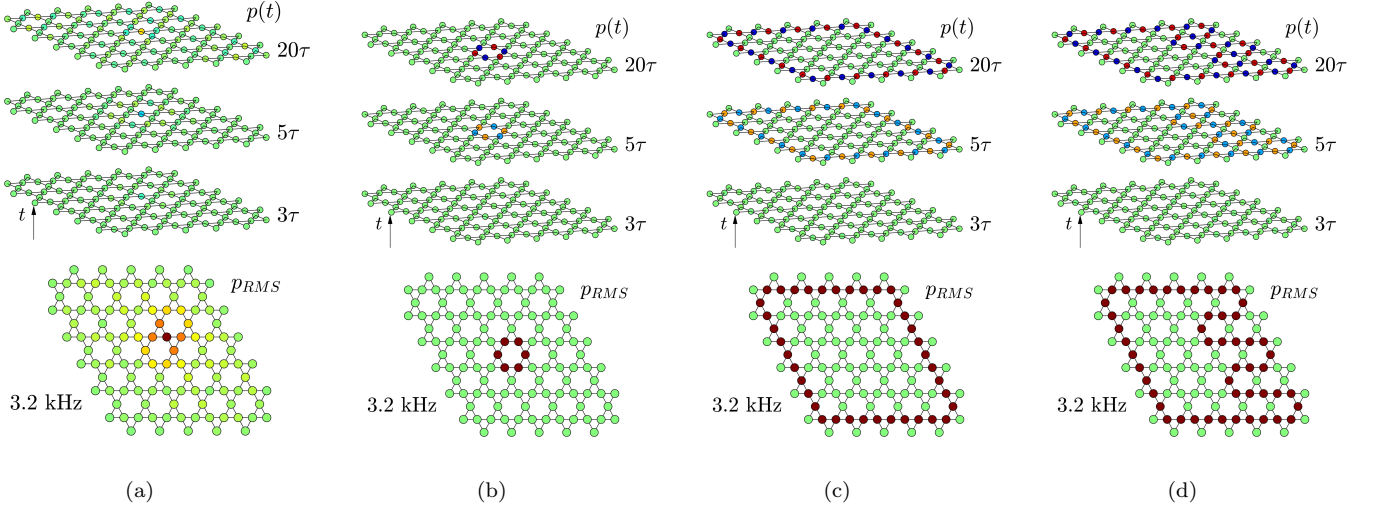 p(t)
20τ
5τ
3τ
t
p_RMS
3.2 kHz
(a)
p(t)
20τ
5τ
3τ
t
p_RMS
3.2 kHz
(b)
p(t)
20τ
5τ
3τ
t
p_RMS
3.2 kHz
(c)
p(t)
20τ
5τ
3τ
t
p_RMS
3.2 kHz
(d)